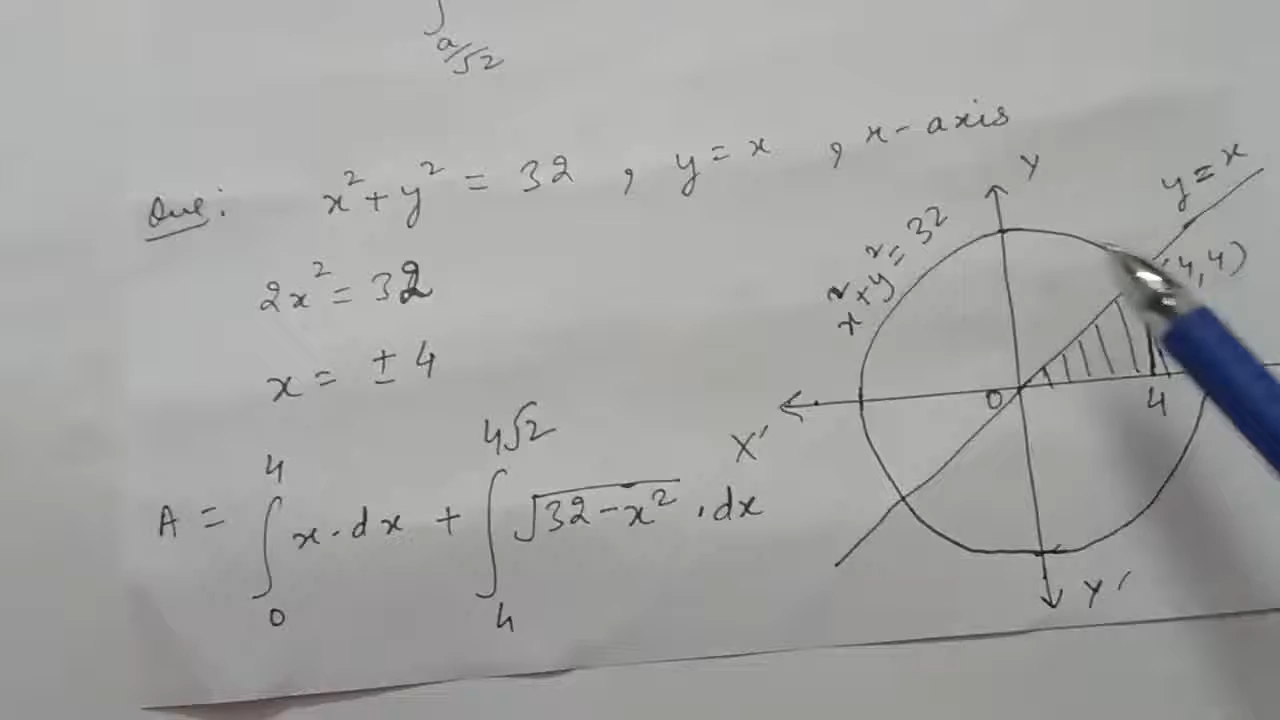 ∫ a/√2
Que: x² + y² = 32 , y = x , x-axis
2x² = 32
x = ± 4
A = ∫₀⁴ x·dx + ∫₄^{4√2} √(32-x²) .dx
Y
y = x
x² + y² = 32
4,4)
0
4
X'
Y'